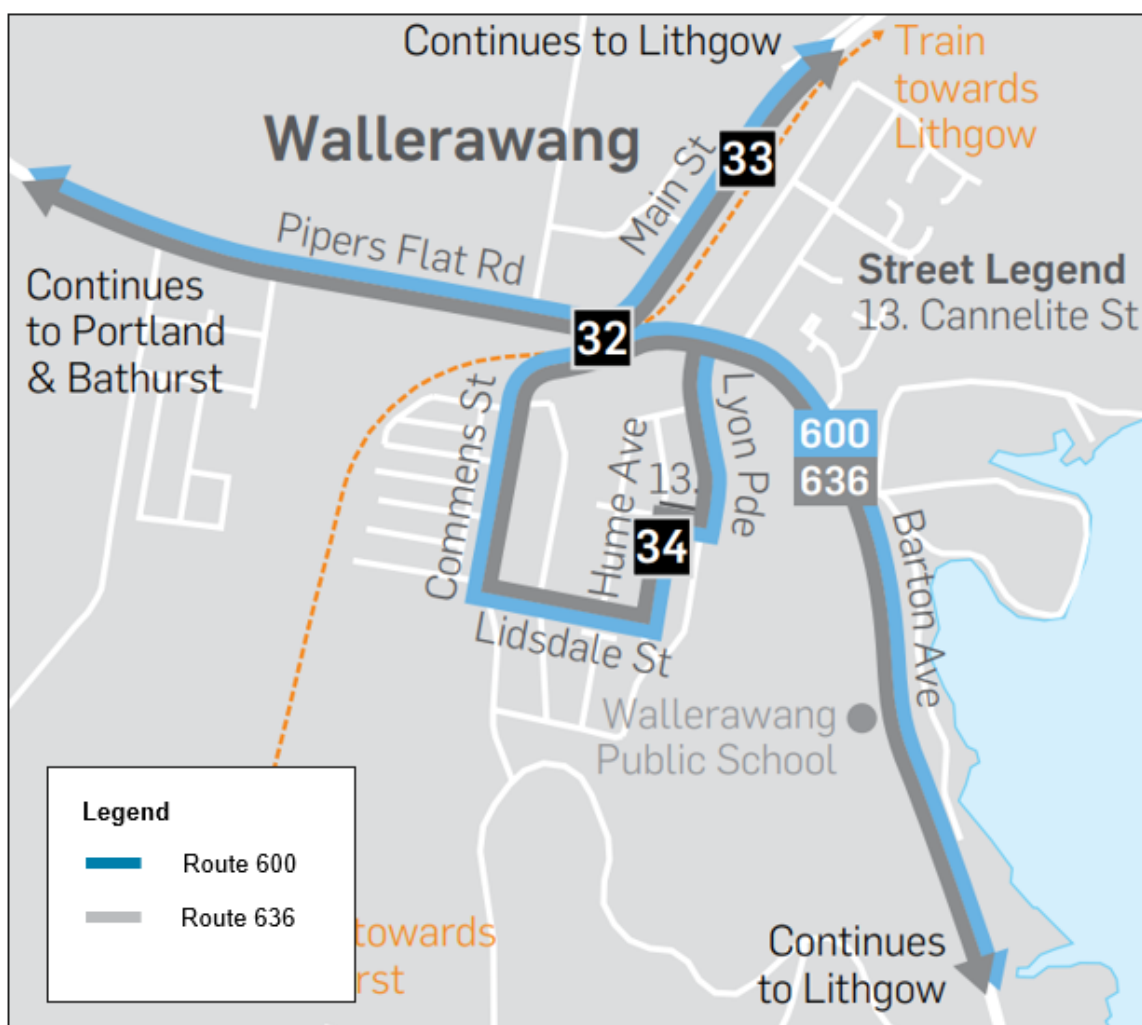 Continues to Lithgow
Train
towards
Lithgow
Wallerawang
33
Main St
Pipers Flat Rd
Street Legend
13. Cannelite St
Continues
to Portland
& Bathurst
32
Commens St
Hume Ave
13.
Lyon Pde
600
636
34
Barton Ave
Lidsdale St
Wallerawang
Public School
Legend
Route 600
Route 636
towards
rst
Continues
to Lithgow